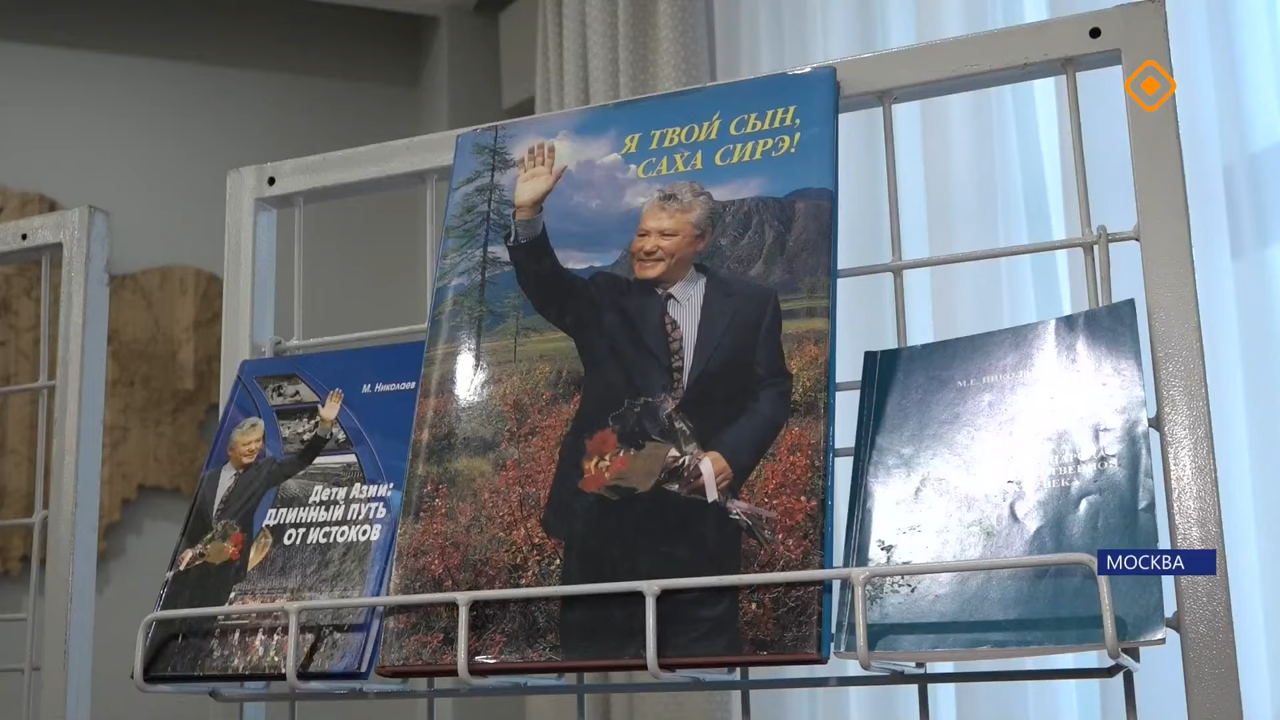 Я ТВОЙ СЫН,
САХА СИРЭ!
М. Николаев
Дети Азии:
ДЛИННЫЙ ПУТЬ
ОТ ИСТОКОВ
М.Е.
МОСКВА